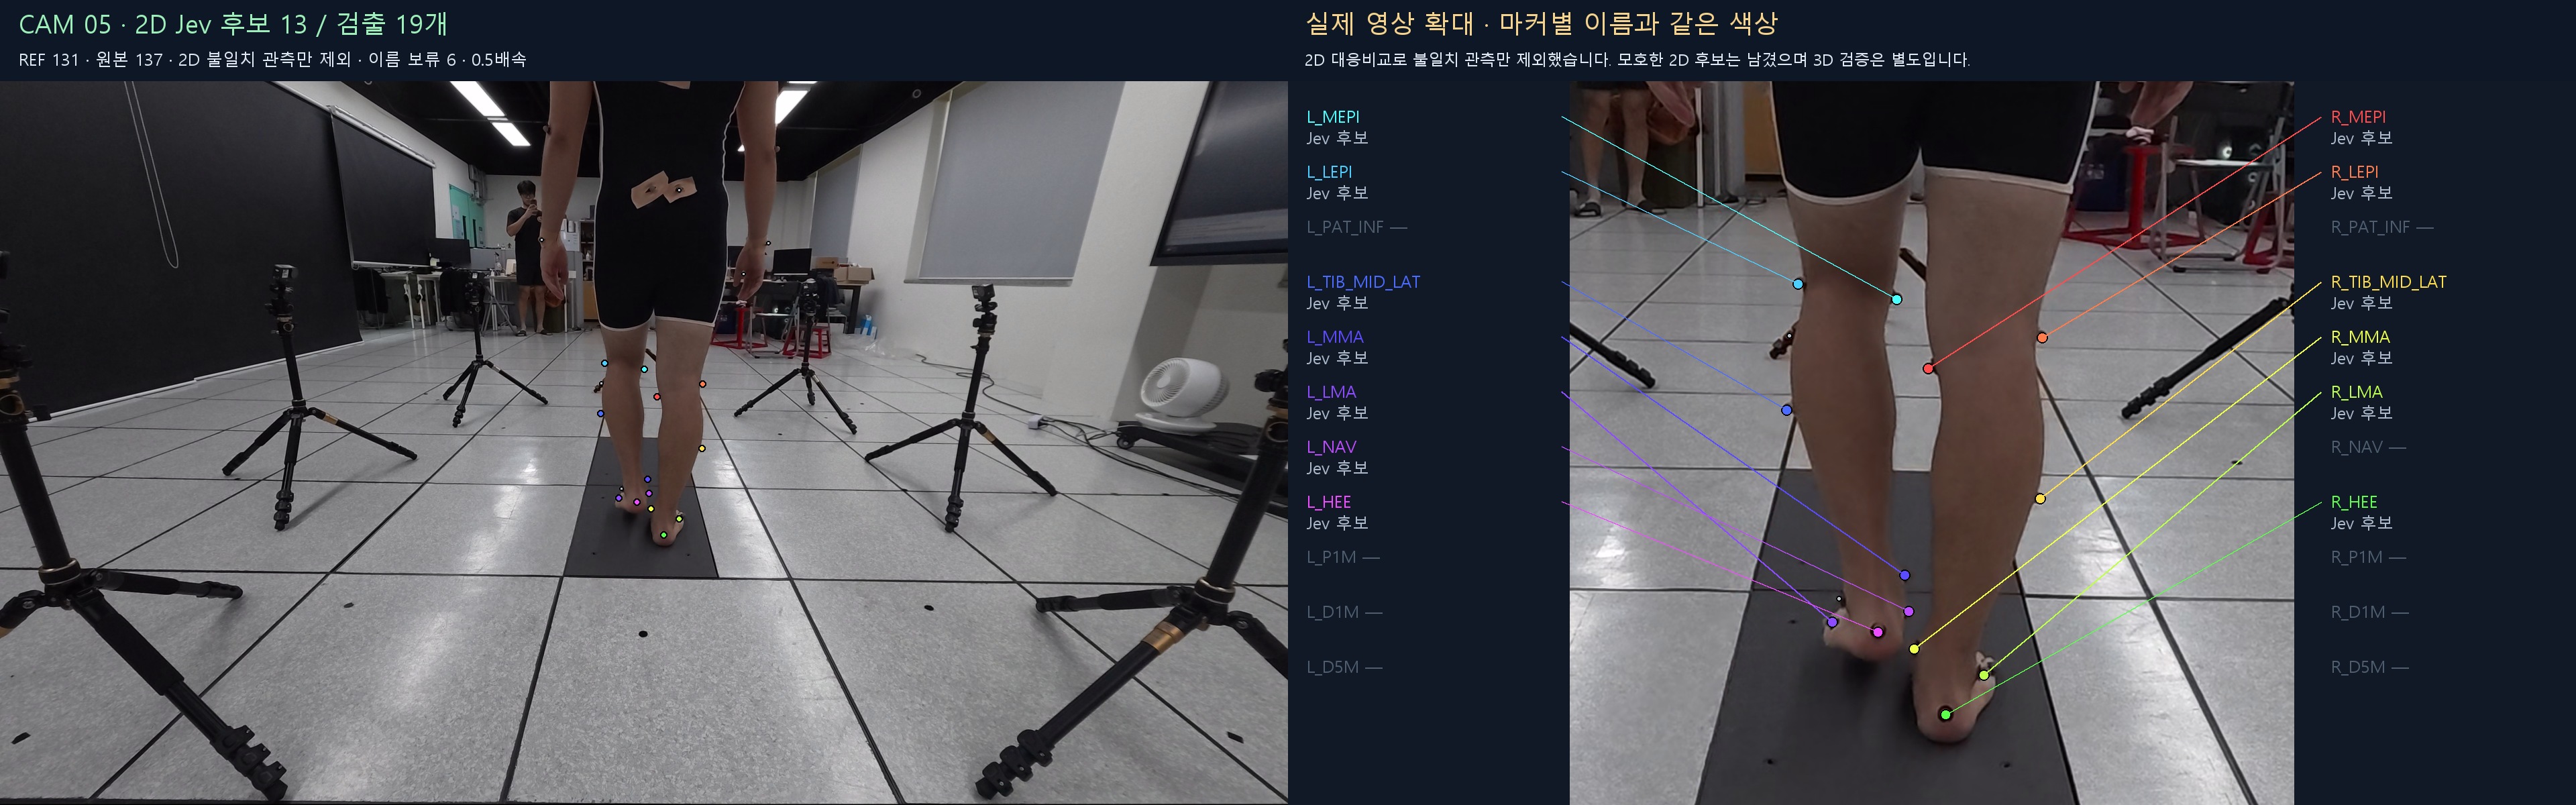 CAM 05 · 2D Jev 후보 13 / 검출 19개
REF 131 · 원본 137 · 2D 불일치 관측만 제외 · 이름 보류 6 · 0.5배속
실제 영상 확대 · 마커별 이름과 같은 색상
2D 대응비교로 불일치 관측만 제외했습니다. 모호한 2D 후보는 남겼으며 3D 검증은 별도입니다.
L_MEPI
Jev 후보
L_LEPI
Jev 후보
L_PAT_INF —
L_TIB_MID_LAT
Jev 후보
L_MMA
Jev 후보
L_LMA
Jev 후보
L_NAV
Jev 후보
L_HEE
Jev 후보
L_P1M —
L_D1M —
L_D5M —
R_MEPI
Jev 후보
R_LEPI
Jev 후보
R_PAT_INF —
R_TIB_MID_LAT
Jev 후보
R_MMA
Jev 후보
R_LMA
Jev 후보
R_NAV —
R_HEE
Jev 후보
R_P1M —
R_D1M —
R_D5M —